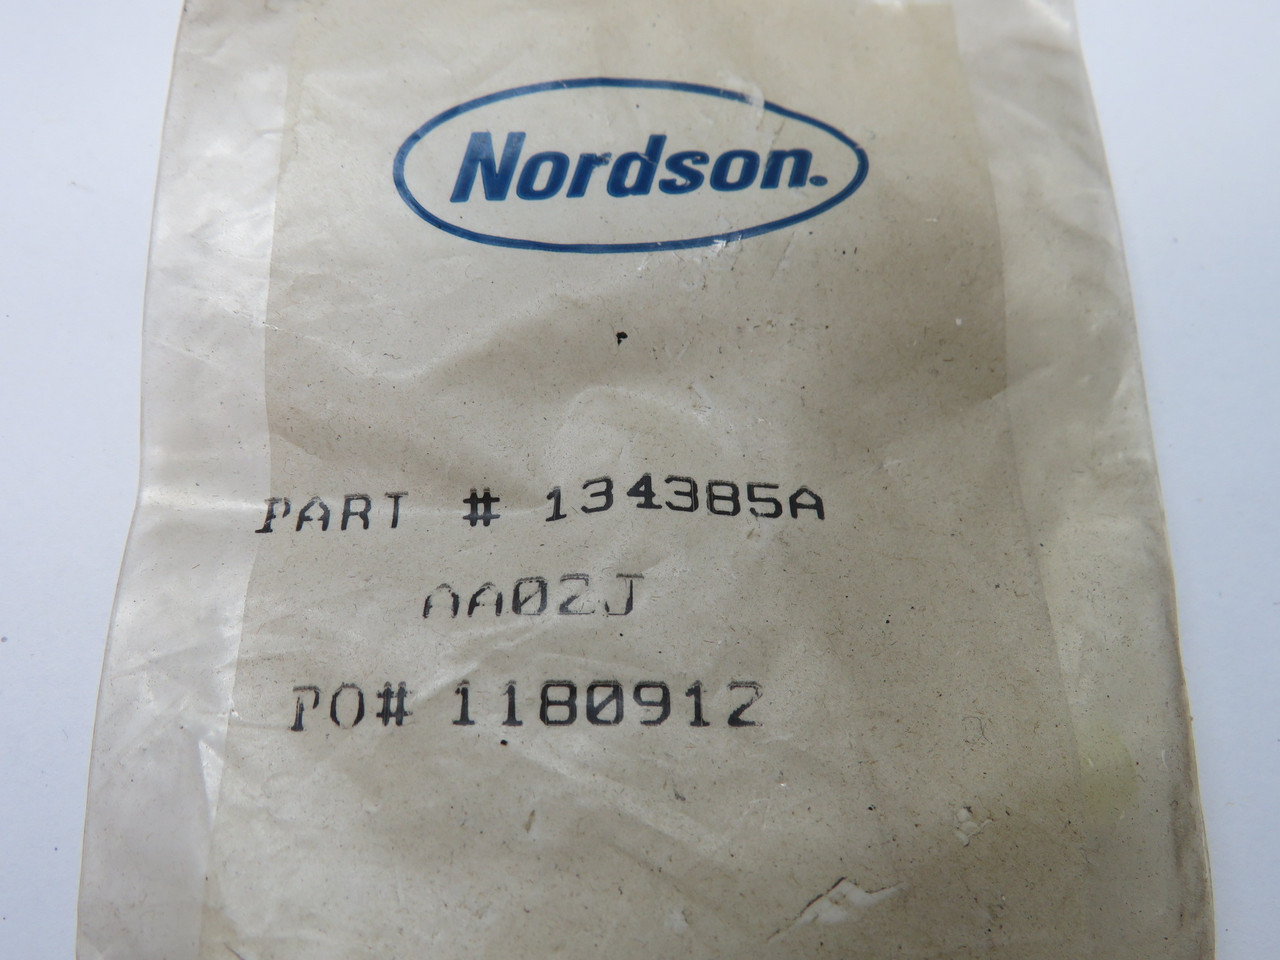 Nordson.
PART # 134385A
AA02J
PO# 1180912